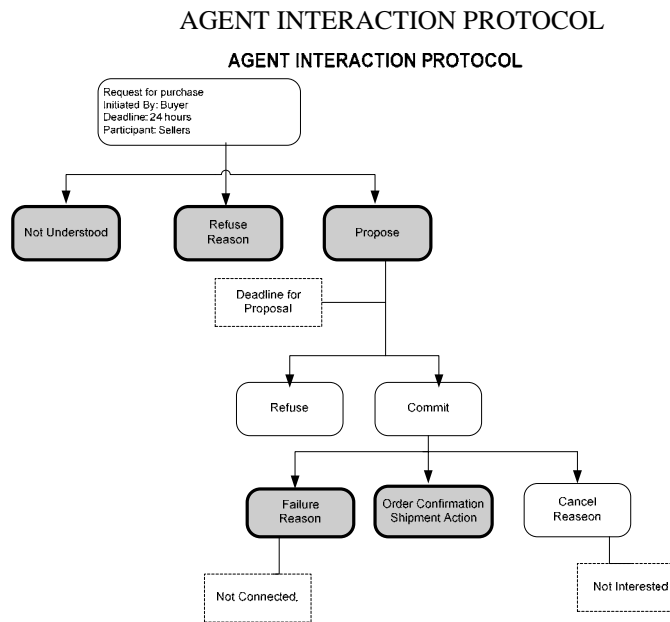 AGENT INTERACTION PROTOCOL
AGENT INTERACTION PROTOCOL
Request for purchase
Initiated By: Buyer
Deadline: 24 hours
Participant: Sellers
Not Understood
Refuse
Reason
Propose
Deadline for
Proposal
Refuse
Commit
Failure
Reason
Order Confirmation
Shipment Action
Cancel
Reaseon
Not Connected.
Not Interested